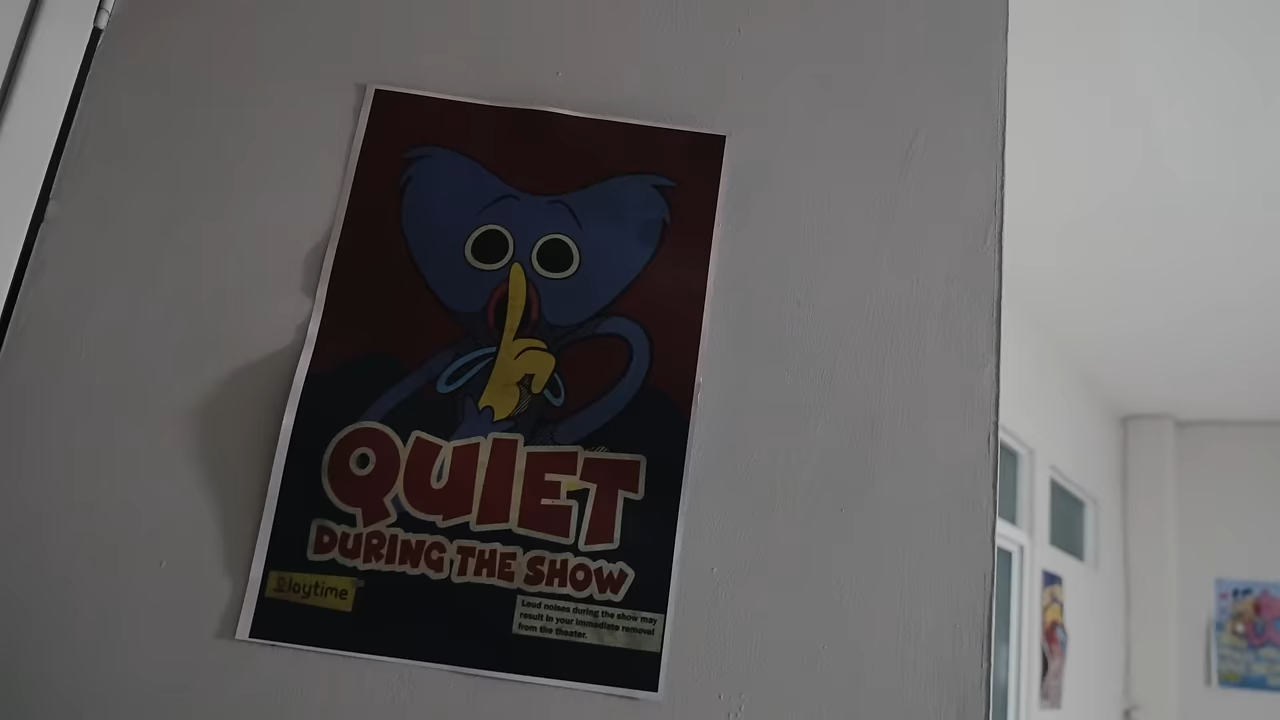 QUIET
DURING THE SHOW
Playtime
Loud noises during the show may
result in your immediate removal
from the theater.